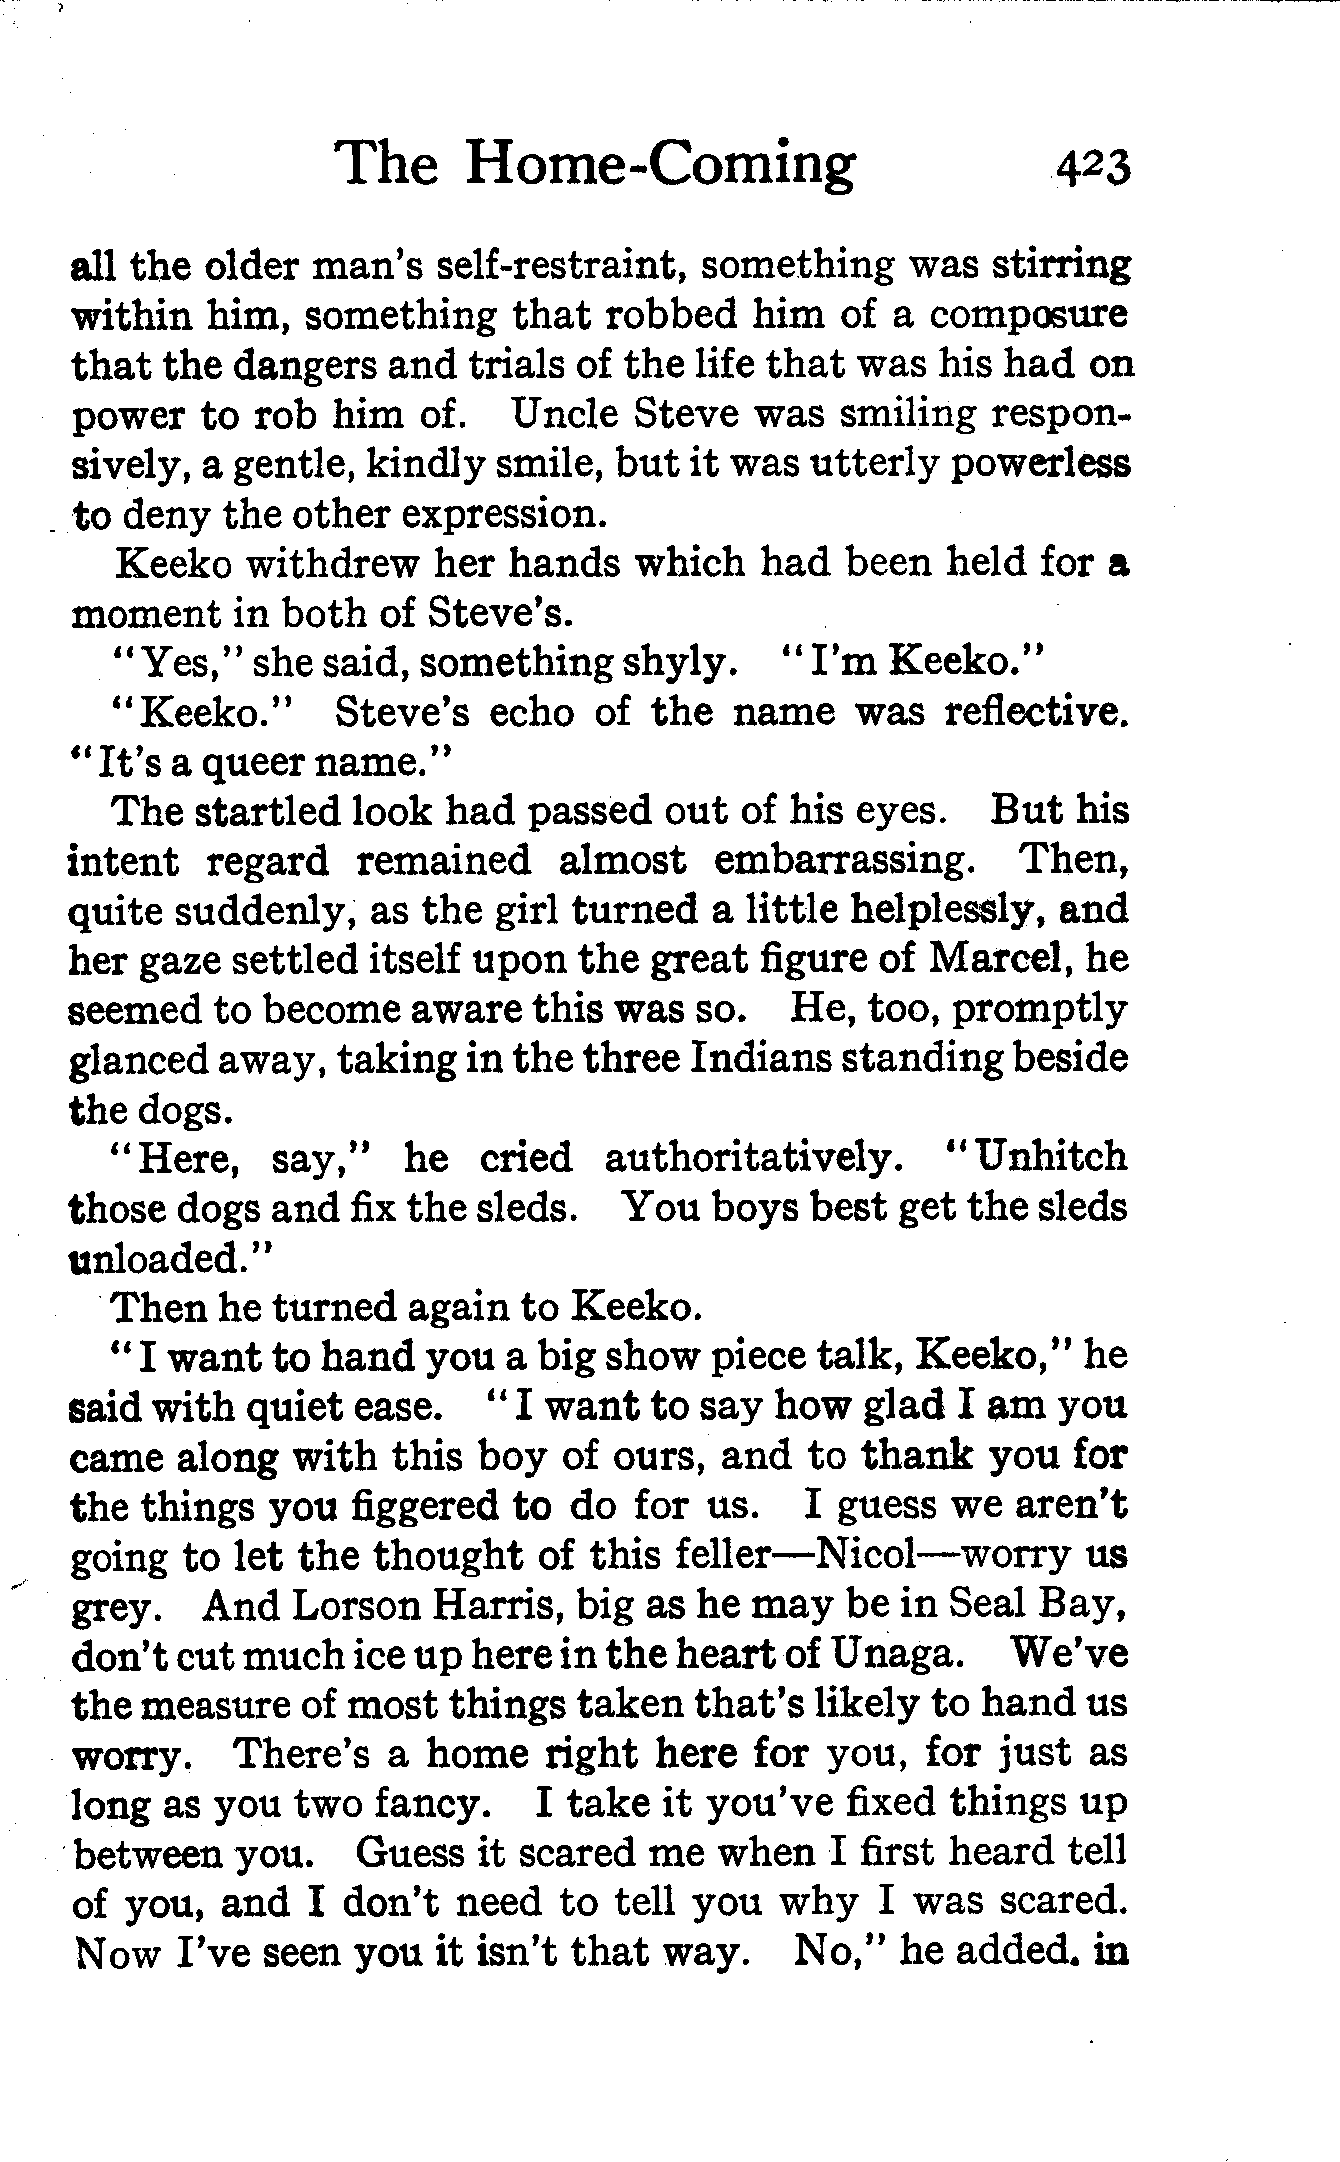 The Home-Coming 423
all the older man's self-restraint, something was stirring
within him, something that robbed him of a composure
that the dangers and trials of the life that was his had on
power to rob him of. Uncle Steve was smiling respon-
sively, a gentle, kindly smile, but it was utterly powerless
to deny the other expression.
Keeko withdrew her hands which had been held for a
moment in both of Steve's.
"Yes," she said, something shyly. "I'm Keeko."
"Keeko." Steve's echo of the name was reflective.
"It's a queer name."
The startled look had passed out of his eyes. But his
intent regard remained almost embarrassing. Then,
quite suddenly, as the girl turned a little helplessly, and
her gaze settled itself upon the great figure of Marcel, he
seemed to become aware this was so. He, too, promptly
glanced away, taking in the three Indians standing beside
the dogs.
"Here, say," he cried authoritatively. "Unhitch
those dogs and fix the sleds. You boys best get the sleds
unloaded."
Then he turned again to Keeko.
"I want to hand you a big show piece talk, Keeko," he
said with quiet ease. "I want to say how glad I am you
came along with this boy of ours, and to thank you for
the things you figgered to do for us. I guess we aren't
going to let the thought of this feller—Nicol—worry us
grey. And Lorson Harris, big as he may be in Seal Bay,
don't cut much ice up here in the heart of Unaga. We've
the measure of most things taken that's likely to hand us
worry. There's a home right here for you, for just as
long as you two fancy. I take it you've fixed things up
between you. Guess it scared me when I first heard tell
of you, and I don't need to tell you why I was scared.
Now I've seen you it isn't that way. No," he added. in